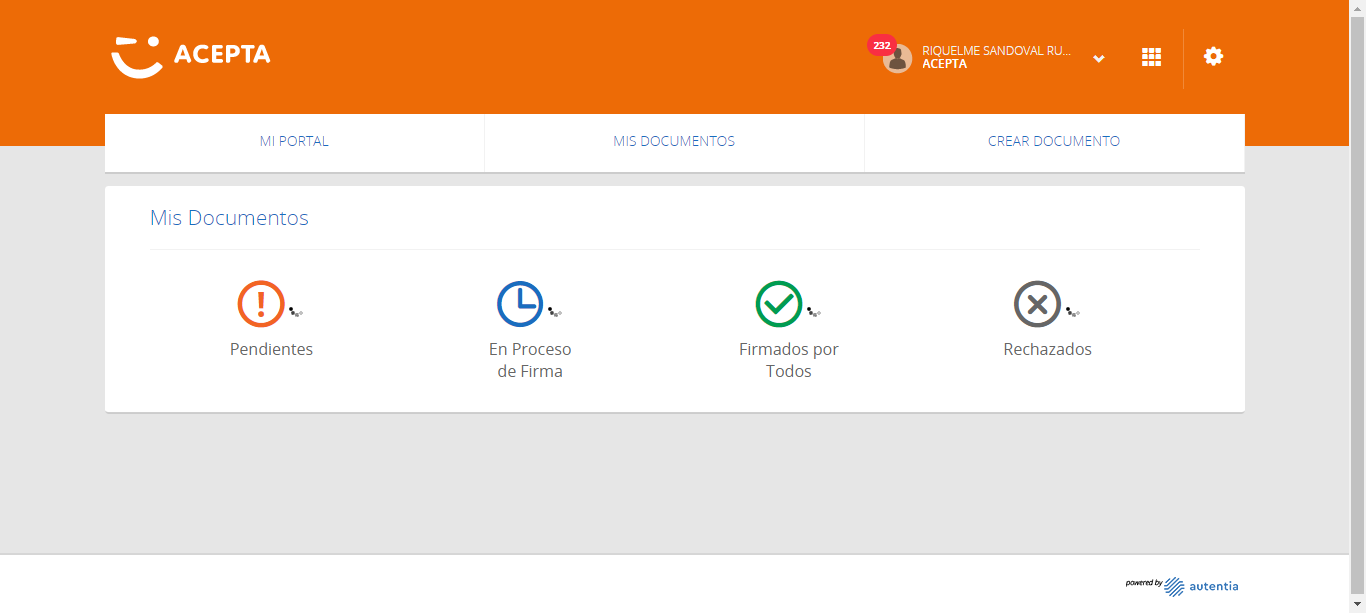 ACEPTA
232
RIQUELME SANDOVAL RU...
ACEPTA
MI PORTAL
MIS DOCUMENTOS
CREAR DOCUMENTO
Mis Documentos
Pendientes
En Proceso
de Firma
Firmados por
Todos
Rechazados
powered by autentia